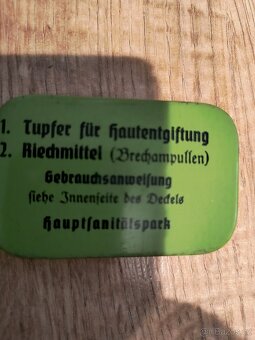 1. Tupfer für Hautentgiftung
2. Riechmittel (Brechampullen)
Gebrauchsanweisung
siehe Innenseite des Deckels
Hauptsanitätspark